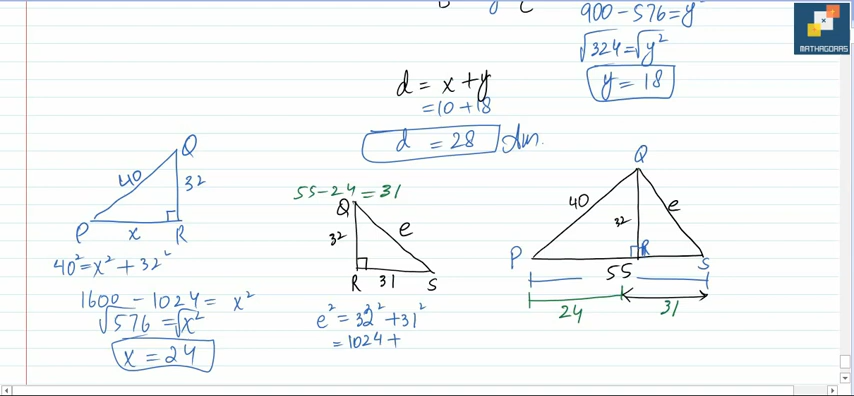 B y C
900 - 576 = y²
√324 = √y²
y = 18
MATHAGORAS
d = x + y
= 10 + 18
d = 28 Ans.
Q
40
32
P x R
40² = x² + 32²
1600 - 1024 = x²
√576 = √x²
x = 24
55 - 24 = 31
Q
32
e
R 31 S
e² = 32² + 31²
= 1024 +
Q
40
32
e
P R S
55
24 31